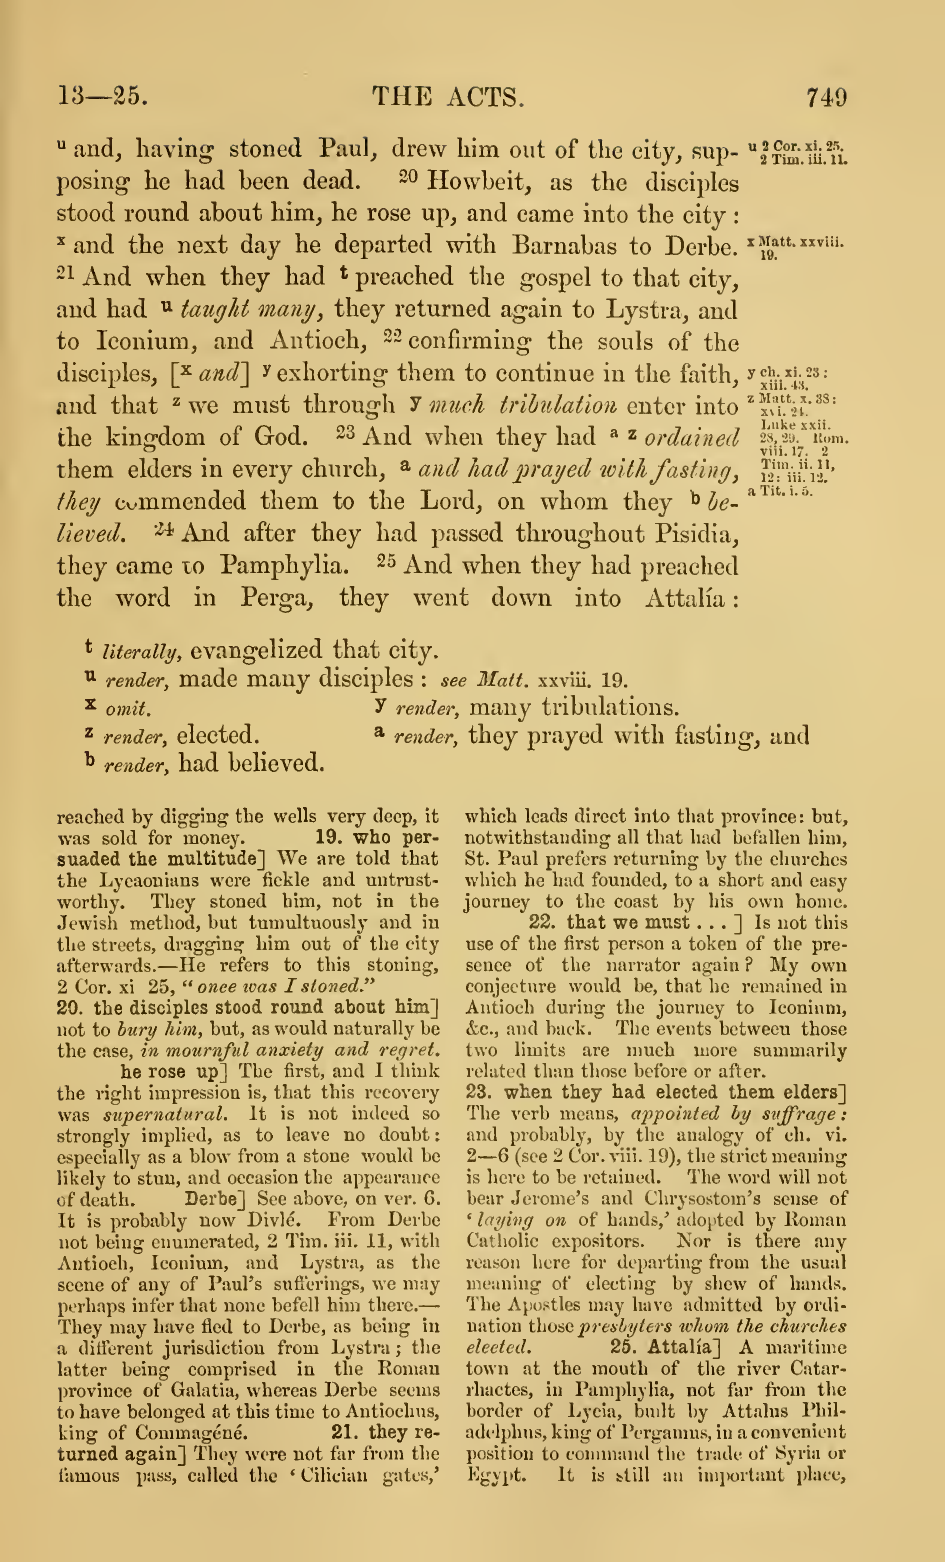 13—25. THE ACTS. 749
u and, having stoned Paul, drew him out of the city, sup-
posing he had been dead. 20 Howbeit, as the disciples
stood round about him, he rose up, and came into the city :
x and the next day he departed with Barnabas to Derbe.
21 And when they had t preached the gospel to that city,
and had u taught many, they returned again to Lystra, and
to Iconium, and Antioch, 22 confirming the souls of the
disciples, [x and] y exhorting them to continue in the faith,
and that z we must through y much tribulation enter into
the kingdom of God. 23 And when they had a z ordained
them elders in every church, a and had prayed with fasting,
they commended them to the Lord, on whom they b be-
lieved. 24 And after they had passed throughout Pisidia,
they came to Pamphylia. 25 And when they had preached
the word in Perga, they went down into Attalía :
u 2 Cor. xi. 25.
2 Tim. iii. 11.
x Matt. xxviii.
19.
y ch. xi. 23 :
xiii. 43.
z Matt. x. 38:
xvi. 24.
Luke xxii.
28, 29. Rom.
viii. 17. 2
Tim. ii. 11,
12: iii. 12.
a Tit. i. 5.
t literally, evangelized that city.
u render, made many disciples : see Matt. xxviii. 19.
x omit. y render, many tribulations.
z render, elected. a render, they prayed with fasting, and
b render, had believed.
reached by digging the wells very deep, it
was sold for money. 19. who per-
suaded the multitude] We are told that
the Lycaonians were fickle and untrust-
worthy. They stoned him, not in the
Jewish method, but tumultuously and in
the streets, dragging him out of the city
afterwards.—He refers to this stoning,
2 Cor. xi 25, “once was I stoned.”
20. the disciples stood round about him]
not to bury him, but, as would naturally be
the case, in mournful anxiety and regret.
he rose up] The first, and I think
the right impression is, that this recovery
was supernatural. It is not indeed so
strongly implied, as to leave no doubt :
especially as a blow from a stone would be
likely to stun, and occasion the appearance
of death. Derbe] See above, on ver. 6.
It is probably now Divlé. From Derbe
not being enumerated, 2 Tim. iii. 11, with
Antioch, Iconium, and Lystra, as the
scene of any of Paul’s sufferings, we may
perhaps infer that none befell him there.—
They may have fled to Derbe, as being in
a different jurisdiction from Lystra ; the
latter being comprised in the Roman
province of Galatia, whereas Derbe seems
to have belonged at this time to Antiochus,
king of Commagéné. 21. they re-
turned again] They were not far from the
famous pass, called the ‘Cilician gates,’
which leads direct into that province : but,
notwithstanding all that had befallen him,
St. Paul prefers returning by the churches
which he had founded, to a short and easy
journey to the coast by his own home.
22. that we must . . . ] Is not this
use of the first person a token of the pre-
sence of the narrator again ? My own
conjecture would be, that he remained in
Antioch during the journey to Iconium,
&c., and back. The events between those
two limits are much more summarily
related than those before or after.
23. when they had elected them elders]
The verb means, appointed by suffrage :
and probably, by the analogy of ch. vi.
2—6 (see 2 Cor. viii. 19), the strict meaning
is here to be retained. The word will not
bear Jerome’s and Chrysostom’s sense of
‘laying on of hands,’ adopted by Roman
Catholic expositors. Nor is there any
reason here for departing from the usual
meaning of electing by shew of hands.
The Apostles may have admitted by ordi-
nation those presbyters whom the churches
elected. 25. Attalía] A maritime
town at the mouth of the river Catar-
rhactes, in Pamphylia, not far from the
border of Lycia, built by Attalus Phil-
adelphus, king of Pergamus, in a convenient
position to command the trade of Syria or
Egypt. It is still an important place,